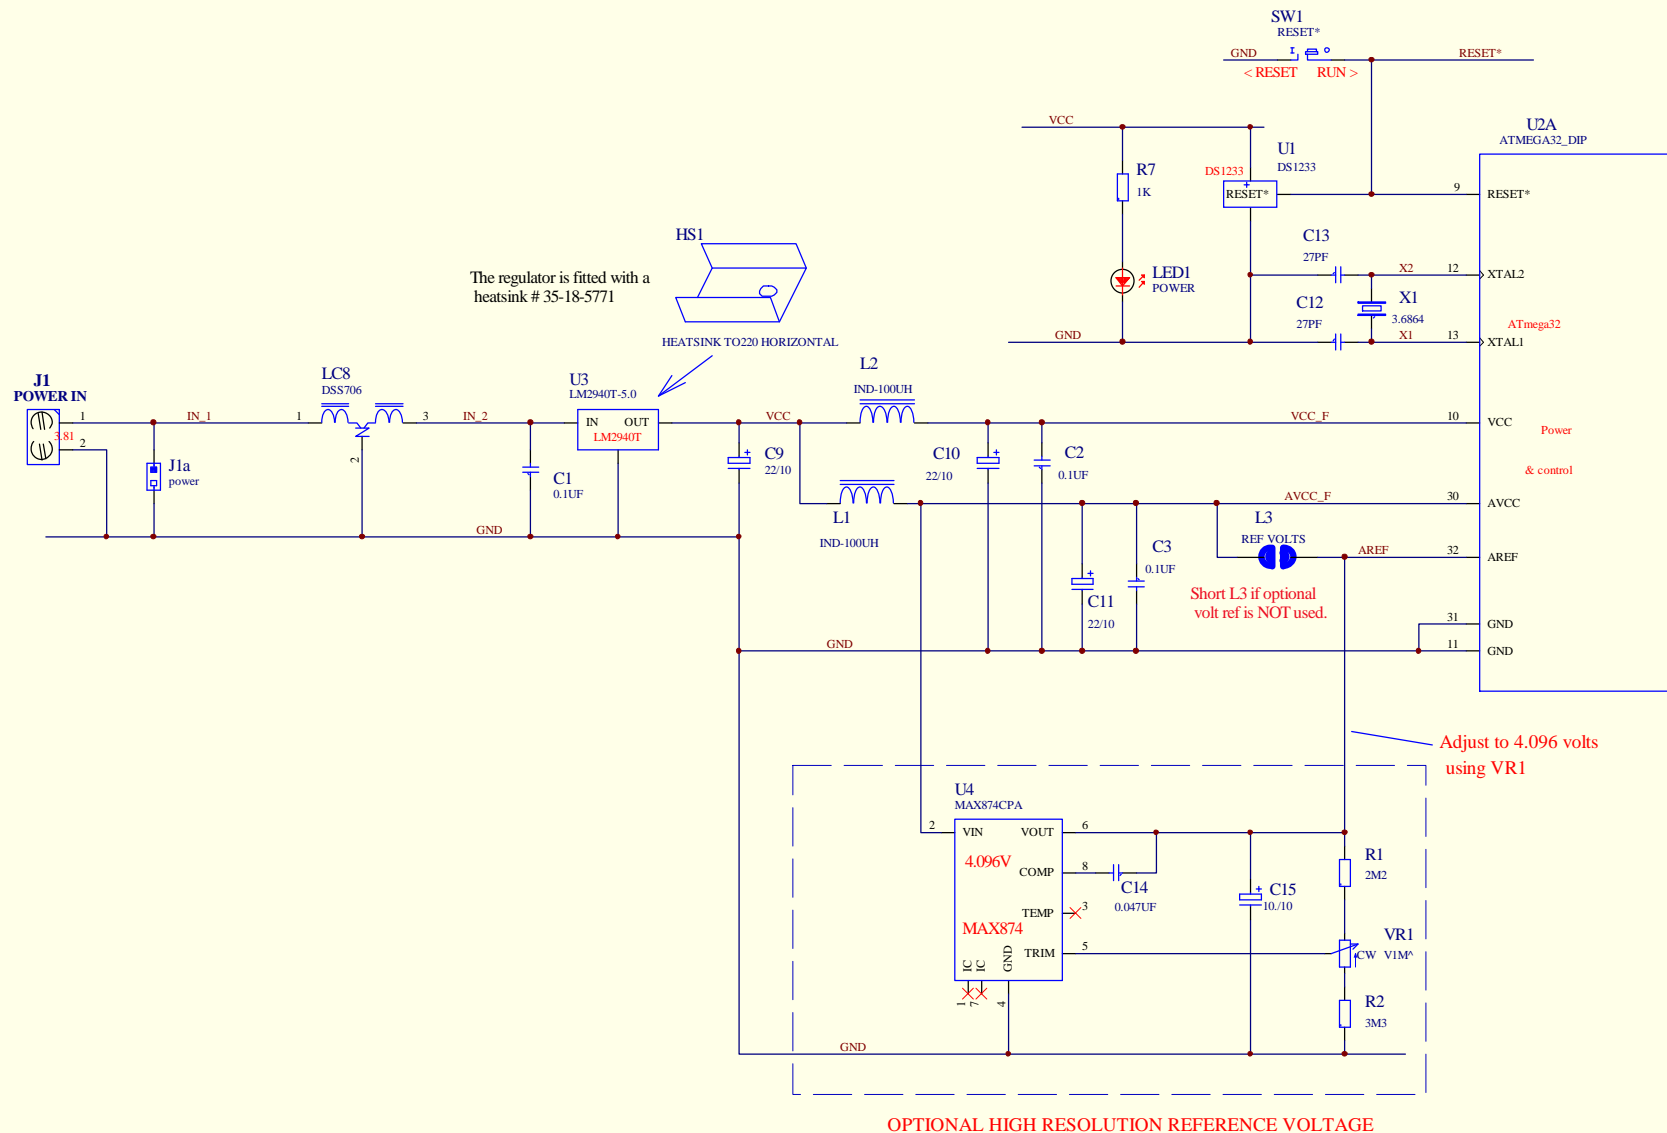 SW1
RESET*
GND
I
RESET*
< RESET RUN >
VCC
U2A
ATMEGA32_DIP
R7
1K
U1
DS1233
DS1233
+
RESET*
9
RESET*
HS1
C13
27PF
X2
12
XTAL2
The regulator is fitted with a
heatsink # 35-18-5771
LED1
POWER
C12
27PF
X1
3.6864
ATmega32
GND
X1
13
XTAL1
HEATSINK TO220 HORIZONTAL
J1
POWER IN
LC8
DSS706
U3
LM2940T-5.0
L2
IND-100UH
1
IN_1
1
3
IN_2
IN OUT
LM2940T
VCC
VCC_F
10
VCC
Power
3.81
2
2
J1a
power
C1
0.1UF
+
C9
22/10
+
C10
22/10
C2
0.1UF
& control
L1
IND-100UH
AVCC_F
30
AVCC
GND
L3
REF VOLTS
AREF
32
AREF
C3
0.1UF
+
C11
22/10
Short L3 if optional
volt ref is NOT used.
31
GND
GND
11
GND
Adjust to 4.096 volts
using VR1
U4
MAX874CPA
2
VIN
VOUT
6
4.096V
COMP
8
C14
0.047UF
TEMP
3
MAX874
TRIM
5
IC
IC
GND
1
7
4
+
C15
10./10
R1
2M2
VR1
CW V1M^
R2
3M3
GND
OPTIONAL HIGH RESOLUTION REFERENCE VOLTAGE